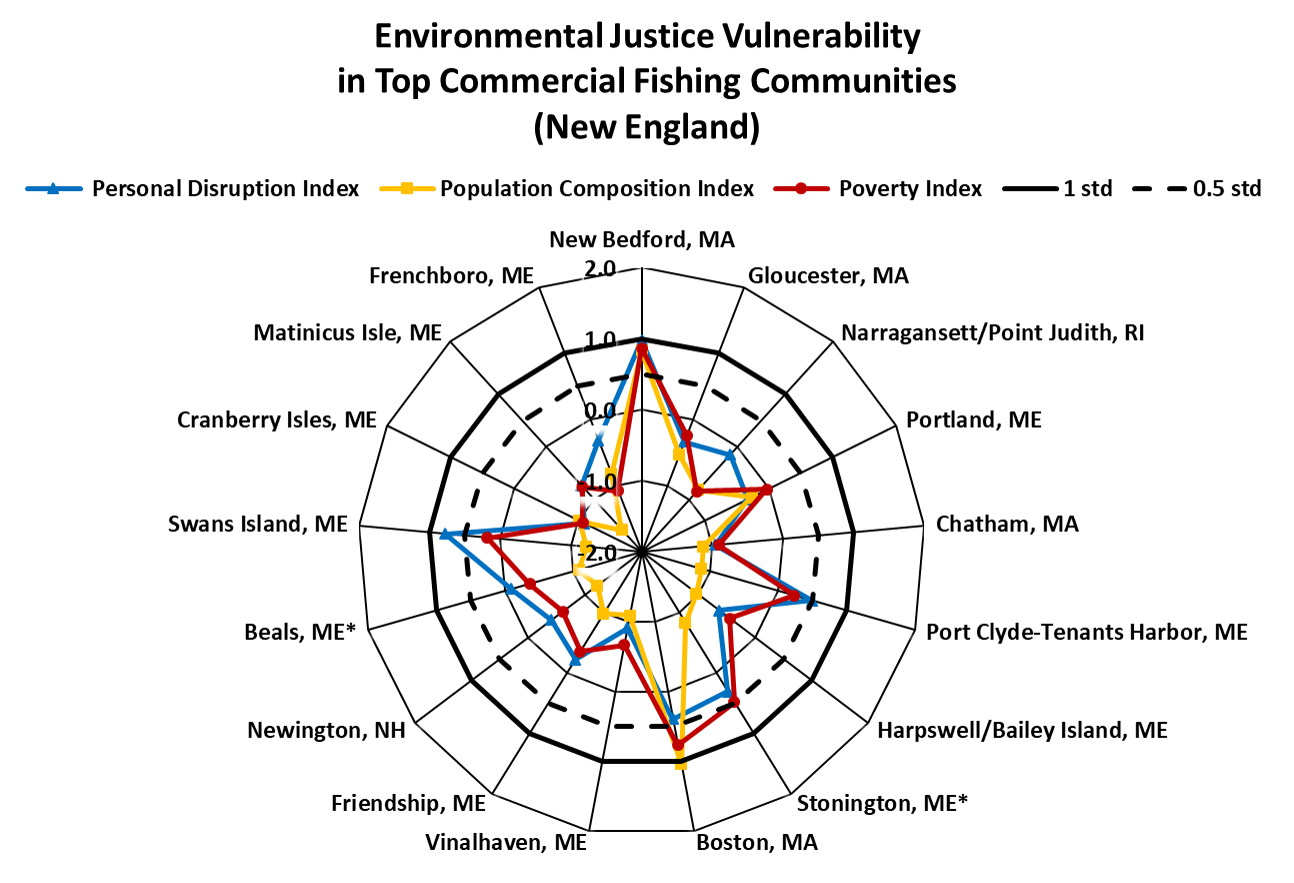 Environmental Justice Vulnerability
in Top Commercial Fishing Communities
(New England)
Personal Disruption Index Population Composition Index Poverty Index 1 std 0.5 std
New Bedford, MA
Gloucester, MA
Narragansett/Point Judith, RI
Portland, ME
Chatham, MA
Port Clyde-Tenants Harbor, ME
Harpswell/Bailey Island, ME
Stonington, ME*
Boston, MA
Vinalhaven, ME
Friendship, ME
Newington, NH
Beals, ME*
Swans Island, ME
Cranberry Isles, ME
Matinicus Isle, ME
Frenchboro, ME
2.0
1.0
0.0
-1.0
-2.0